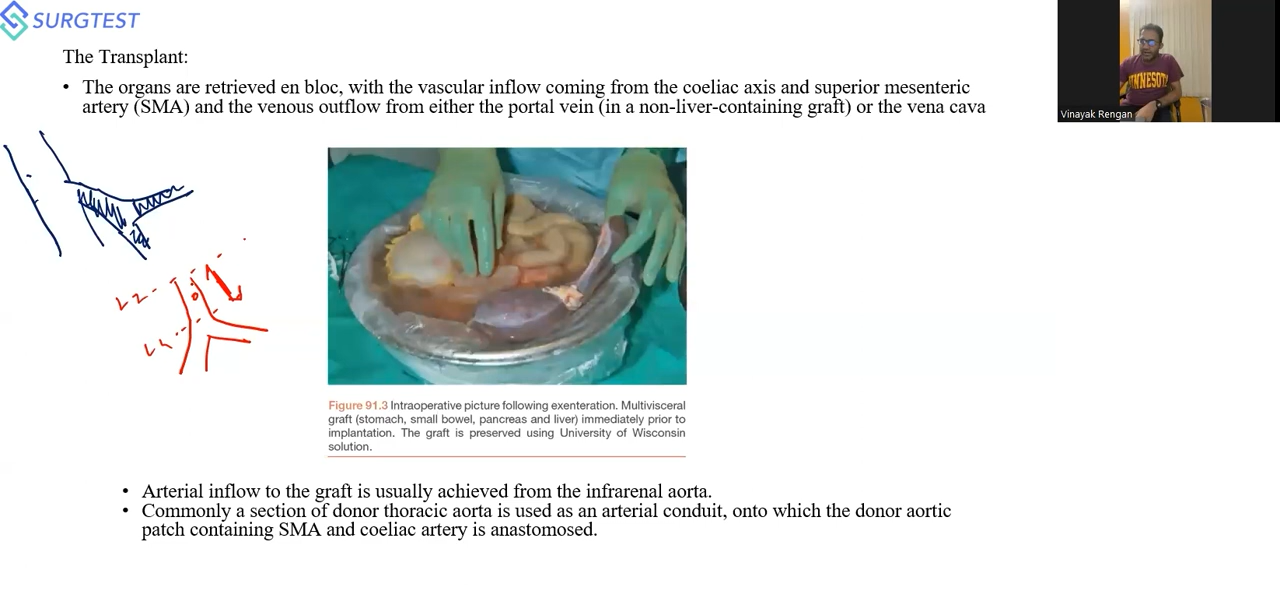 SURGTEST
The Transplant:
• The organs are retrieved en bloc, with the vascular inflow coming from the coeliac axis and superior mesenteric
artery (SMA) and the venous outflow from either the portal vein (in a non-liver-containing graft) or the vena cava
MINNESOT
Vinayak Rengan
L2
L4
Figure 91.3 Intraoperative picture following exenteration. Multivisceral
graft (stomach, small bowel, pancreas and liver) immediately prior to
implantation. The graft is preserved using University of Wisconsin
solution.
• Arterial inflow to the graft is usually achieved from the infrarenal aorta.
• Commonly a section of donor thoracic aorta is used as an arterial conduit, onto which the donor aortic
patch containing SMA and coeliac artery is anastomosed.